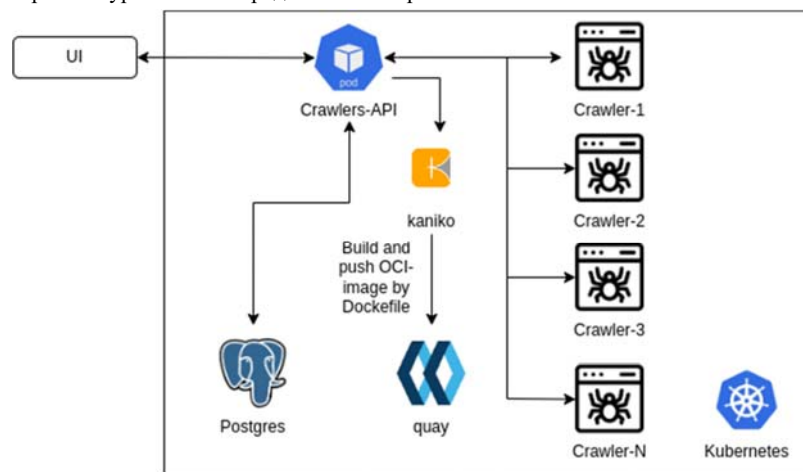 UI
pod
Crawlers-API
Crawler-1
Crawler-2
kaniko
Build and
push OCI-
image by
Dockefile
Crawler-3
Postgres
quay
Crawler-N
Kubernetes